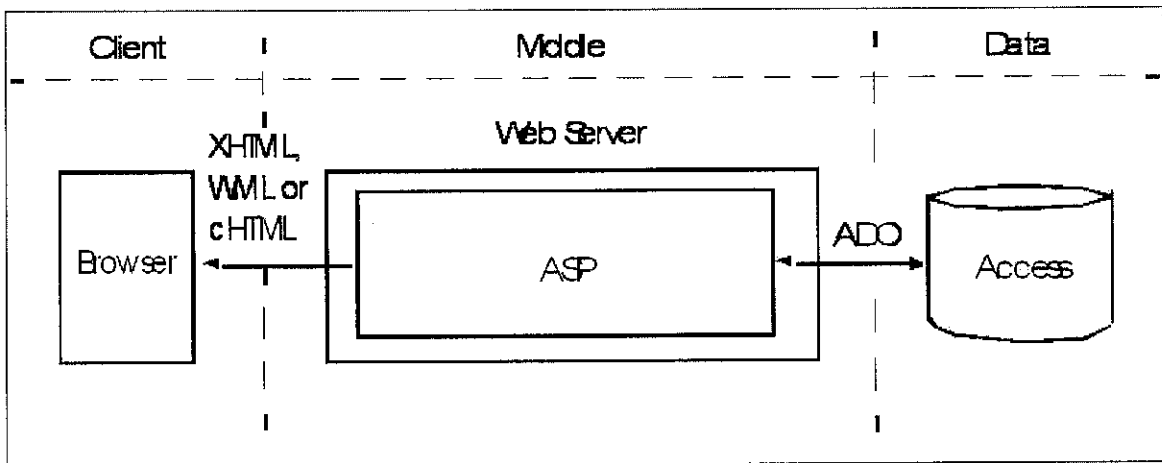 Client
Middle
Data
Web Server
XHTML,
WML or
cHTML
ADO
Browser
ASP
Access